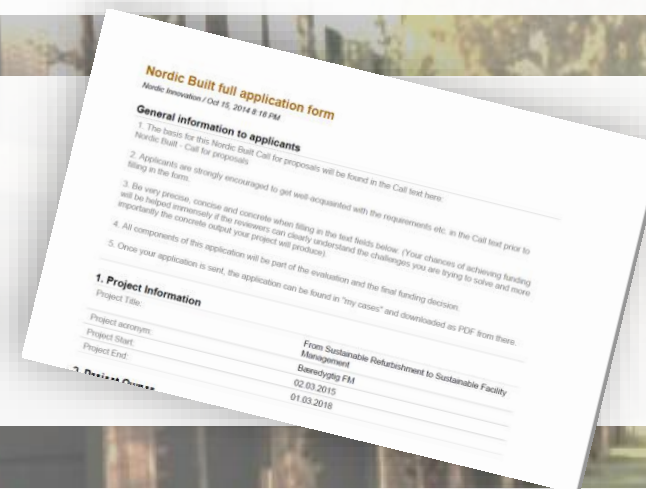 Nordic Built full application form
Nordic Innovation / Oct 15, 2014 8:18 PM
General information to applicants
1. The basis for this Nordic Built Call for proposals will be found in the Call text here:
Nordic Built - Call for proposals
2. Applicants are strongly encouraged to get well-acquainted with the requirements etc. in the Call text prior to
filling in the form.
3. Be very precise, concise and concrete when filling in the text fields below. (Your chances of achieving funding
will be helped immensely if the reviewers can clearly understand the challenges you are trying to solve and more
importantly the concrete output your project will produce).
4. All components of this application will be part of the evaluation and the final funding decision.
5. Once your application is sent, the application can be found in "my cases" and downloaded as PDF from there.
1. Project Information
Project Title:
From Sustainable Refurbishment to Sustainable Facility
Management
Project acronym:
Bæredygtig FM
Project Start:
02.03.2015
Project End:
01.03.2018
2. Project Owner